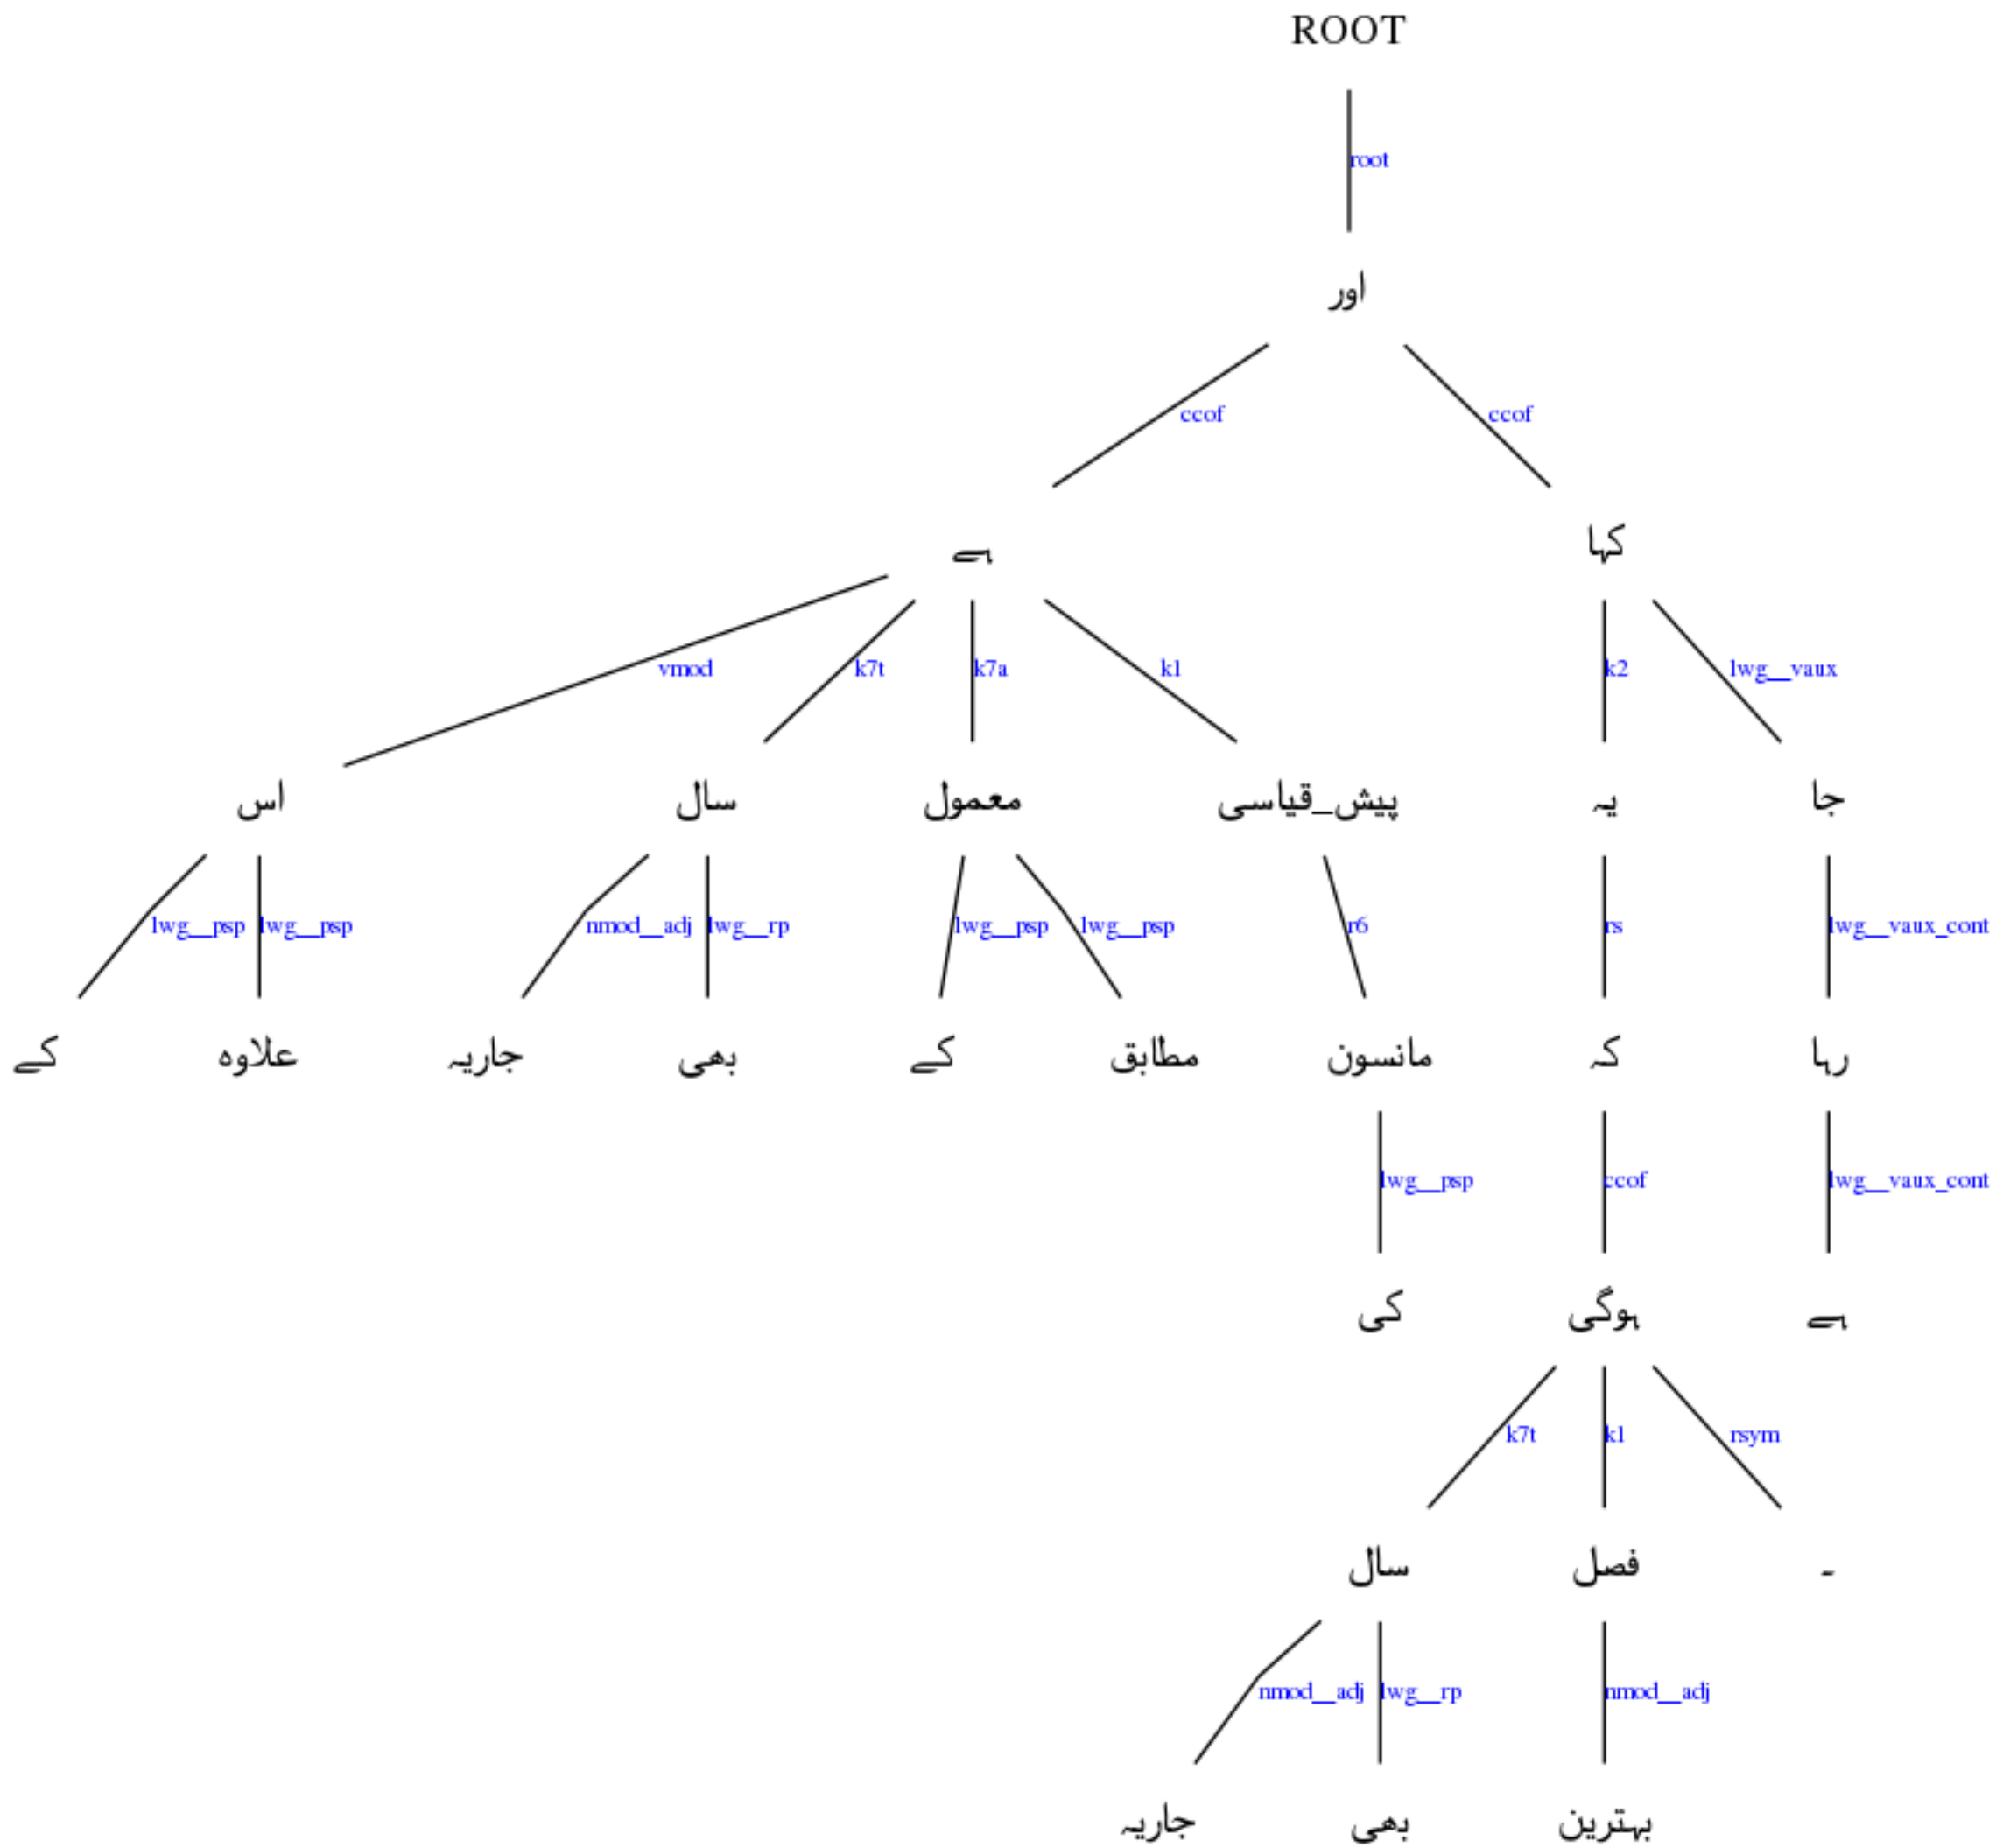 ROOT
root
اور
ccof ccof
ہے کہا
vmod k7t k7a k1 k2 lwg__vaux
اس سال معمول پیش_قیاسی یہ جا
lwg__psp lwg__psp nmod__adj lwg__rp lwg__psp lwg__psp r6 rs lwg__vaux_cont
کے علاوہ جاریہ بھی کے مطابق مانسون کہ رہا
lwg__psp ccof lwg__vaux_cont
کی ہوگی ہے
k7t k1 rsym
سال فصل ۔
nmod__adj lwg__rp nmod__adj
جاریہ بھی بہترین